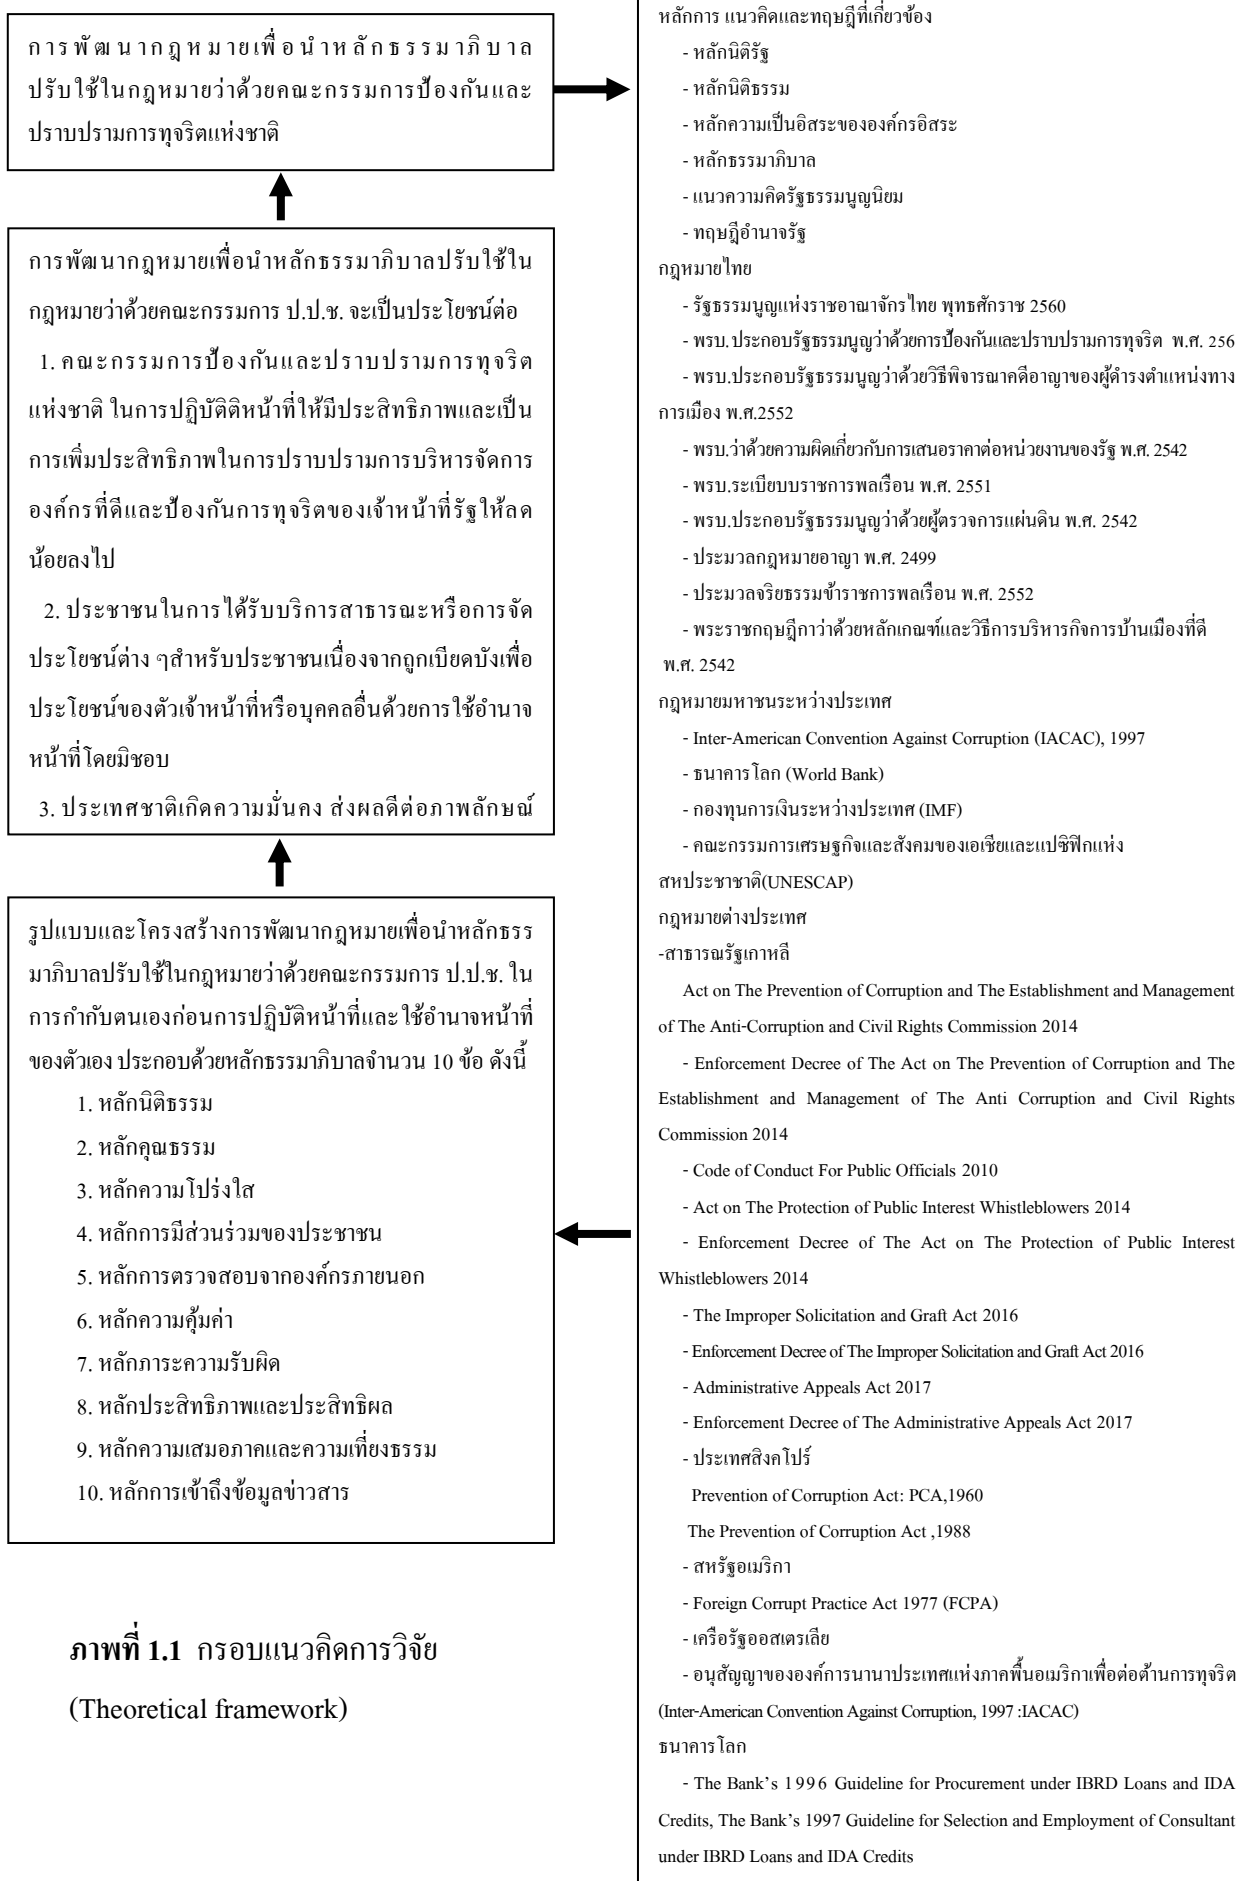 การพัฒนากฎหมายเพื่อนำหลักธรรมาภิบาล
ปรับใช้ในกฎหมายว่าด้วยคณะกรรมการป้องกันและ
ปราบปรามการทุจริตแห่งชาติ
การพัฒนากฎหมายเพื่อนำหลักธรรมาภิบาลปรับใช้ใน
กฎหมายว่าด้วยคณะกรรมการ ป.ป.ช. จะเป็นประโยชน์ต่อ
1. คณะกรรมการป้องกันและปราบปรามการทุจริต
แห่งชาติ ในการปฏิบัติติหน้าที่ให้มีประสิทธิภาพและเป็น
การเพิ่มประสิทธิภาพในการปราบปรามการบริหารจัดการ
องค์กรที่ดีและป้องกันการทุจริตของเจ้าหน้าที่รัฐให้ลด
น้อยลงไป
2. ประชาชนในการได้รับบริการสาธารณะหรือการจัด
ประโยชน์ต่าง ๆสำหรับประชาชนเนื่องจากถูกเบียดบังเพื่อ
ประโยชน์ของตัวเจ้าหน้าที่หรือบุคคลอื่นด้วยการใช้อำนาจ
หน้าที่โดยมิชอบ
3. ประเทศชาติเกิดความมั่นคง ส่งผลดีต่อภาพลักษณ์
รูปแบบและโครงสร้างการพัฒนากฎหมายเพื่อนำหลักธรร
มาภิบาลปรับใช้ในกฎหมายว่าด้วยคณะกรรมการ ป.ป.ช. ใน
การกำกับตนเองก่อนการปฏิบัติหน้าที่และใช้อำนาจหน้าที่
ของตัวเอง ประกอบด้วยหลักธรรมาภิบาลจำนวน 10 ข้อ ดังนี้
1. หลักนิติธรรม
2. หลักคุณธรรม
3. หลักความโปร่งใส
4. หลักการมีส่วนร่วมของประชาชน
5. หลักการตรวจสอบจากองค์กรภายนอก
6. หลักความคุ้มค่า
7. หลักภาระความรับผิด
8. หลักประสิทธิภาพและประสิทธิผล
9. หลักความเสมอภาคและความเที่ยงธรรม
10. หลักการเข้าถึงข้อมูลข่าวสาร
ภาพที่ 1.1 กรอบแนวคิดการวิจัย
(Theoretical framework)
หลักการ แนวคิดและทฤษฎีที่เกี่ยวข้อง
- หลักนิติรัฐ
- หลักนิติธรรม
- หลักความเป็นอิสระขององค์กรอิสระ
- หลักธรรมาภิบาล
- แนวความคิดรัฐธรรมนูญนิยม
- ทฤษฎีอำนาจรัฐ
กฎหมายไทย
- รัฐธรรมนูญแห่งราชอาณาจักรไทย พุทธศักราช 2560
- พรบ.ประกอบรัฐธรรมนูญว่าด้วยการป้องกันและปราบปรามการทุจริต พ.ศ. 256
- พรบ.ประกอบรัฐธรรมนูญว่าด้วยวิธีพิจารณาคดีอาญาของผู้ดำรงตำแหน่งทาง
การเมือง พ.ศ.2552
- พรบ.ว่าด้วยความผิดเกี่ยวกับการเสนอราคาต่อหน่วยงานของรัฐ พ.ศ. 2542
- พรบ.ระเบียบบราชการพลเรือน พ.ศ. 2551
- พรบ.ประกอบรัฐธรรมนูญว่าด้วยผู้ตรวจการแผ่นดิน พ.ศ. 2542
- ประมวลกฎหมายอาญา พ.ศ. 2499
- ประมวลจริยธรรมข้าราชการพลเรือน พ.ศ. 2552
- พระราชกฤษฎีกาว่าด้วยหลักเกณฑ์และวิธีการบริหารกิจการบ้านเมืองที่ดี
พ.ศ. 2542
กฎหมายมหาชนระหว่างประเทศ
- Inter-American Convention Against Corruption (IACAC), 1997
- ธนาคารโลก (World Bank)
- กองทุนการเงินระหว่างประเทศ (IMF)
- คณะกรรมการเศรษฐกิจและสังคมของเอเชียและแปซิฟิกแห่ง
สหประชาชาติ(UNESCAP)
กฎหมายต่างประเทศ
-สาธารณรัฐเกาหลี
Act on The Prevention of Corruption and The Establishment and Management
of The Anti-Corruption and Civil Rights Commission 2014
- Enforcement Decree of The Act on The Prevention of Corruption and The
Establishment and Management of The Anti Corruption and Civil Rights
Commission 2014
- Code of Conduct For Public Officials 2010
- Act on The Protection of Public Interest Whistleblowers 2014
- Enforcement Decree of The Act on The Protection of Public Interest
Whistleblowers 2014
- The Improper Solicitation and Graft Act 2016
- Enforcement Decree of The Improper Solicitation and Graft Act 2016
- Administrative Appeals Act 2017
- Enforcement Decree of The Administrative Appeals Act 2017
- ประเทศสิงคโปร์
Prevention of Corruption Act: PCA,1960
The Prevention of Corruption Act ,1988
- สหรัฐอเมริกา
- Foreign Corrupt Practice Act 1977 (FCPA)
- เครือรัฐออสเตรเลีย
- อนุสัญญาขององค์การนานาประเทศแห่งภาคพื้นอเมริกาเพื่อต่อต้านการทุจริต
(Inter-American Convention Against Corruption, 1997 :IACAC)
ธนาคารโลก
- The Bank’s 1996 Guideline for Procurement under IBRD Loans and IDA
Credits, The Bank’s 1997 Guideline for Selection and Employment of Consultant
under IBRD Loans and IDA Credits